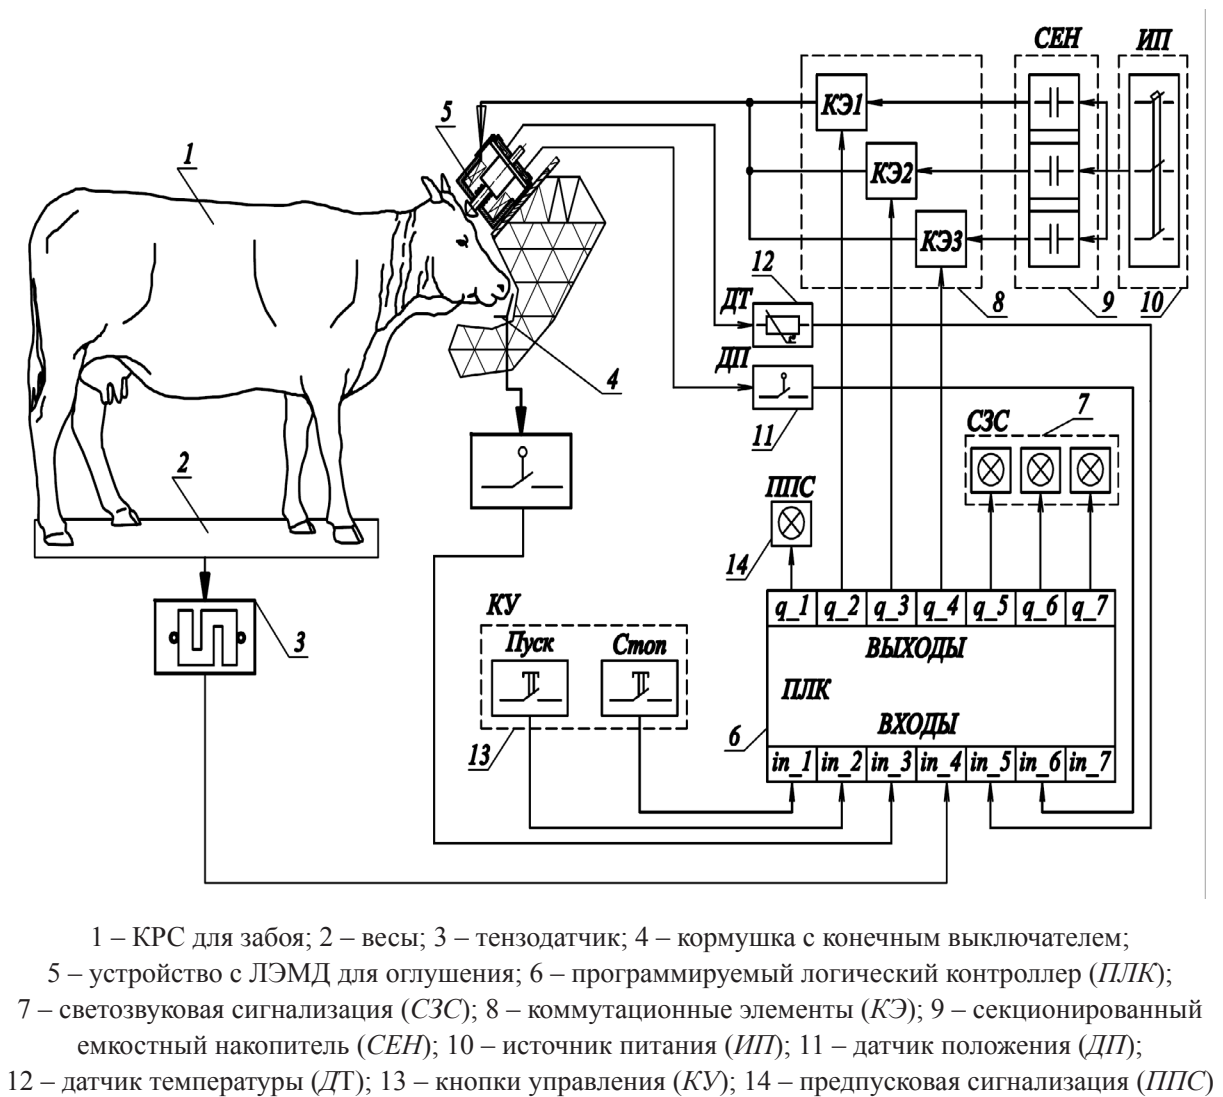 СЕН
ИП
КЭ1
КЭ2
КЭ3
5
1
12
8
9
10
ДТ
ДП
4
11
7
СЗС
2
ППС
14
КУ
3
q_1
q_2
q_3
q_4
q_5
q_6
q_7
Пуск
Стоп
ВЫХОДЫ
ПЛК
ВХОДЫ
13
6
in_1
in_2
in_3
in_4
in_5
in_6
in_7
1 – КРС для забоя; 2 – весы; 3 – тензодатчик; 4 – кормушка с конечным выключателем;
5 – устройство с ЛЭМД для оглушения; 6 – программируемый логический контроллер (ПЛК);
7 – светозвуковая сигнализация (СЗС); 8 – коммутационные элементы (КЭ); 9 – секционированный
емкостный накопитель (СЕН); 10 – источник питания (ИП); 11 – датчик положения (ДП);
12 – датчик температуры (ДТ); 13 – кнопки управления (КУ); 14 – предпусковая сигнализация (ППС)